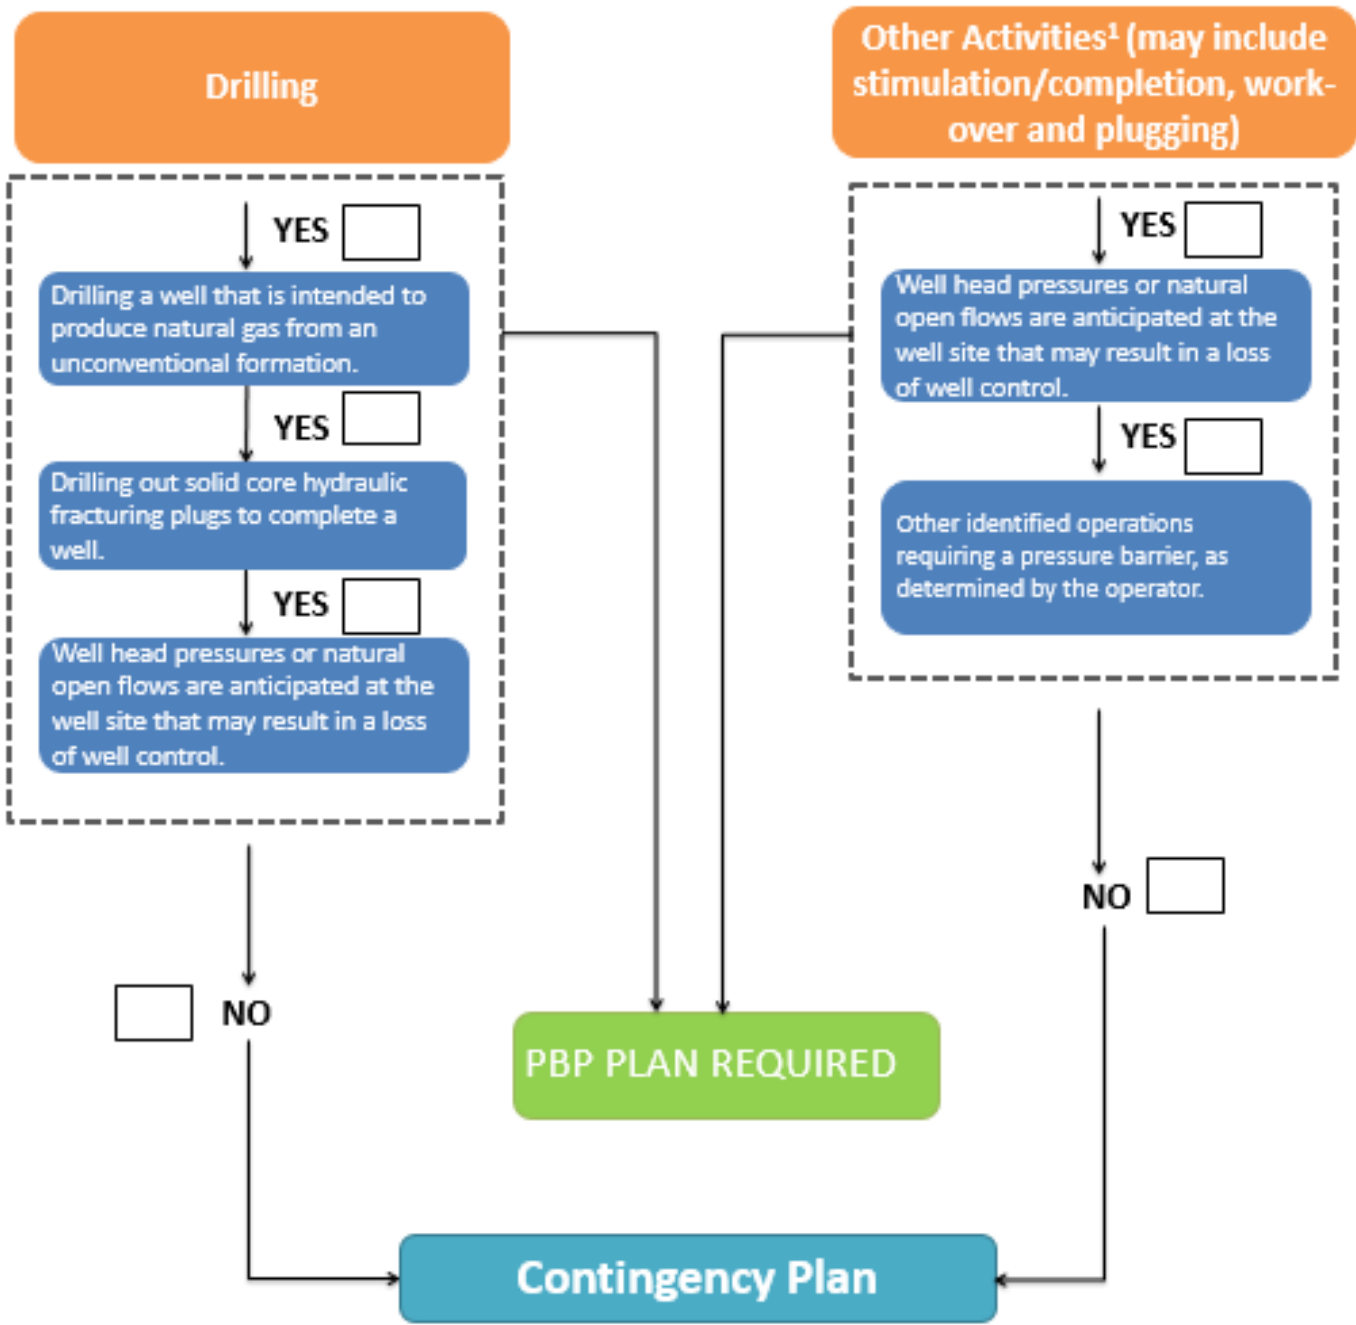 Drilling
YES
Drilling a well that is intended to
produce natural gas from an
unconventional formation.
YES
Drilling out solid core hydraulic
fracturing plugs to complete a
well.
YES
Well head pressures or natural
open flows are anticipated at the
well site that may result in a loss
of well control.
NO
Other Activities¹ (may include
stimulation/completion, work-
over and plugging)
YES
Well head pressures or natural
open flows are anticipated at the
well site that may result in a loss
of well control.
YES
Other identified operations
requiring a pressure barrier, as
determined by the operator.
NO
PBP PLAN REQUIRED
Contingency Plan